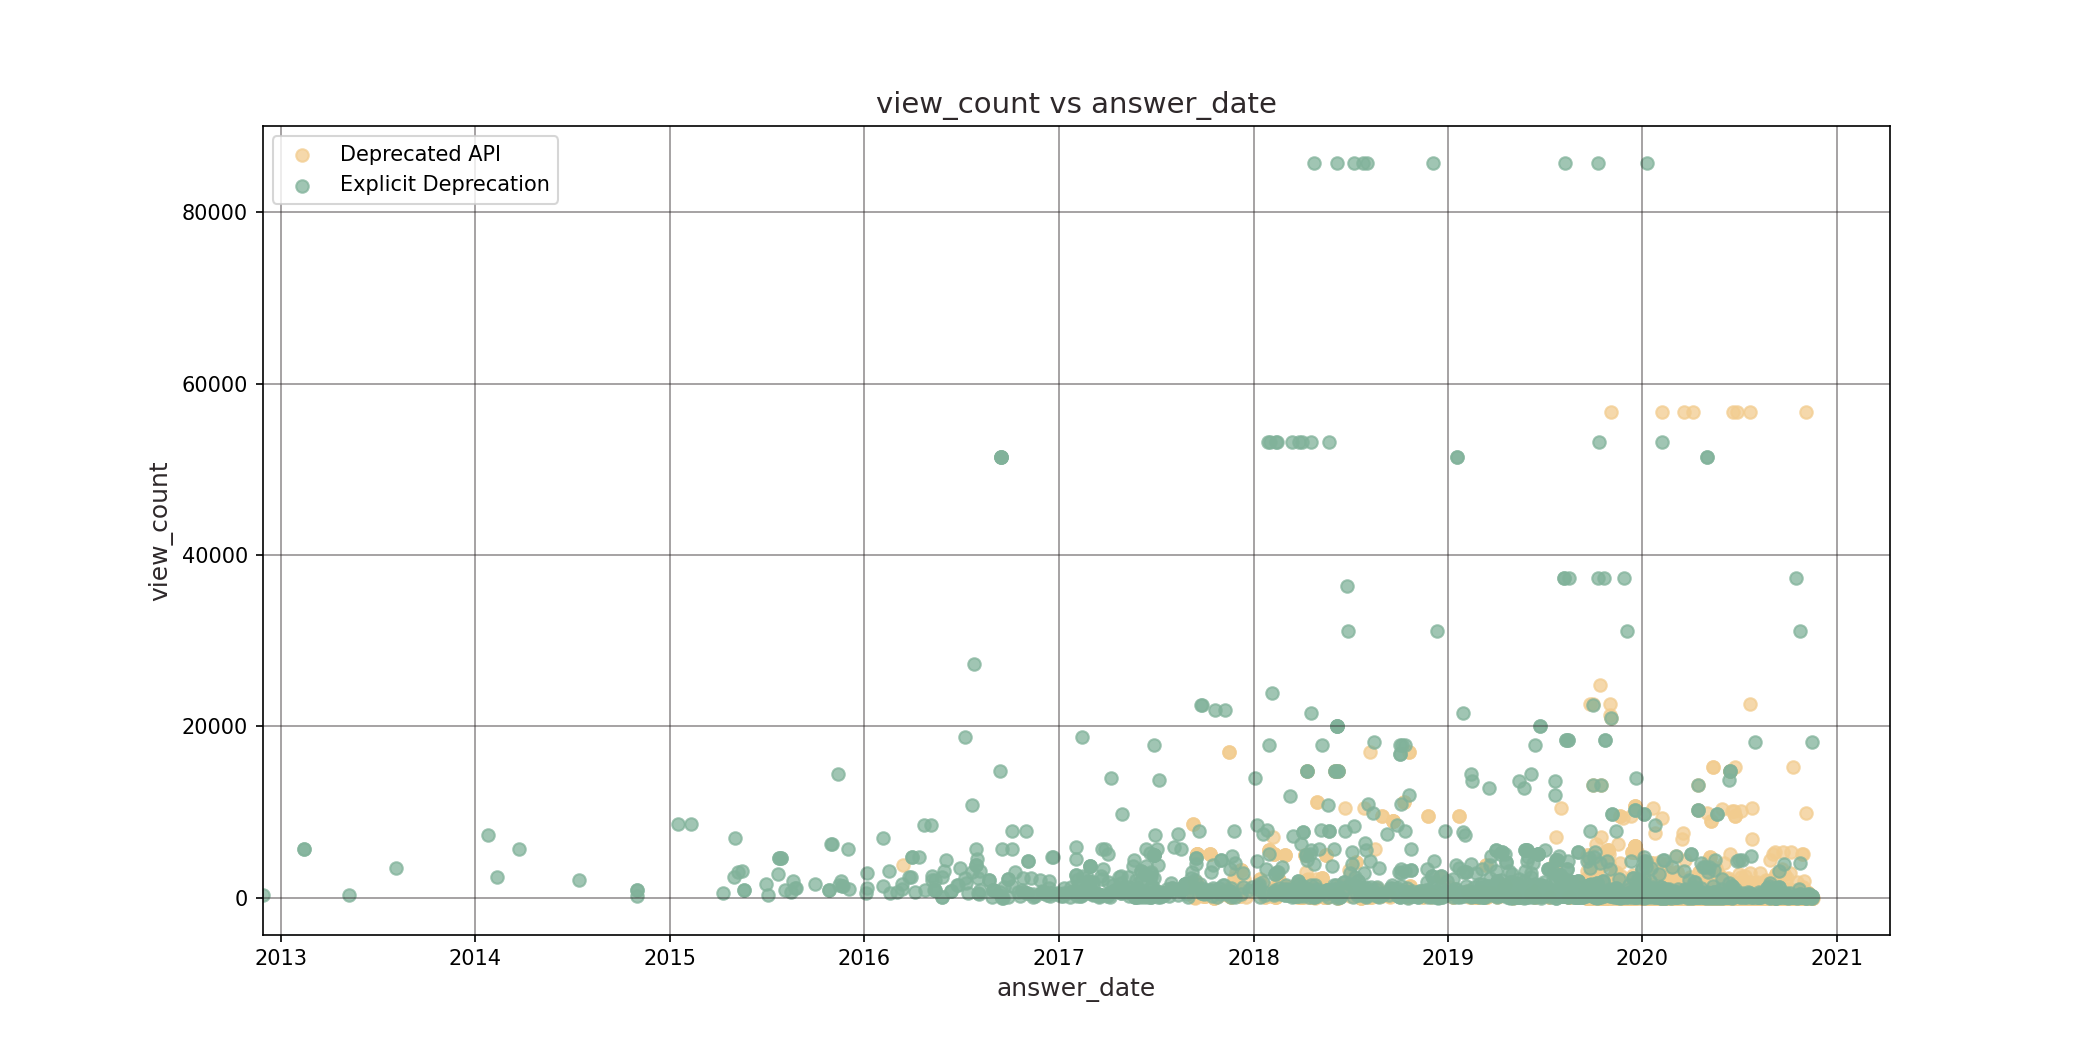 view_count vs answer_date
Deprecated API
Explicit Deprecation
view_count
80000
60000
40000
20000
0
2013 2014 2015 2016 2017 2018 2019 2020 2021
answer_date